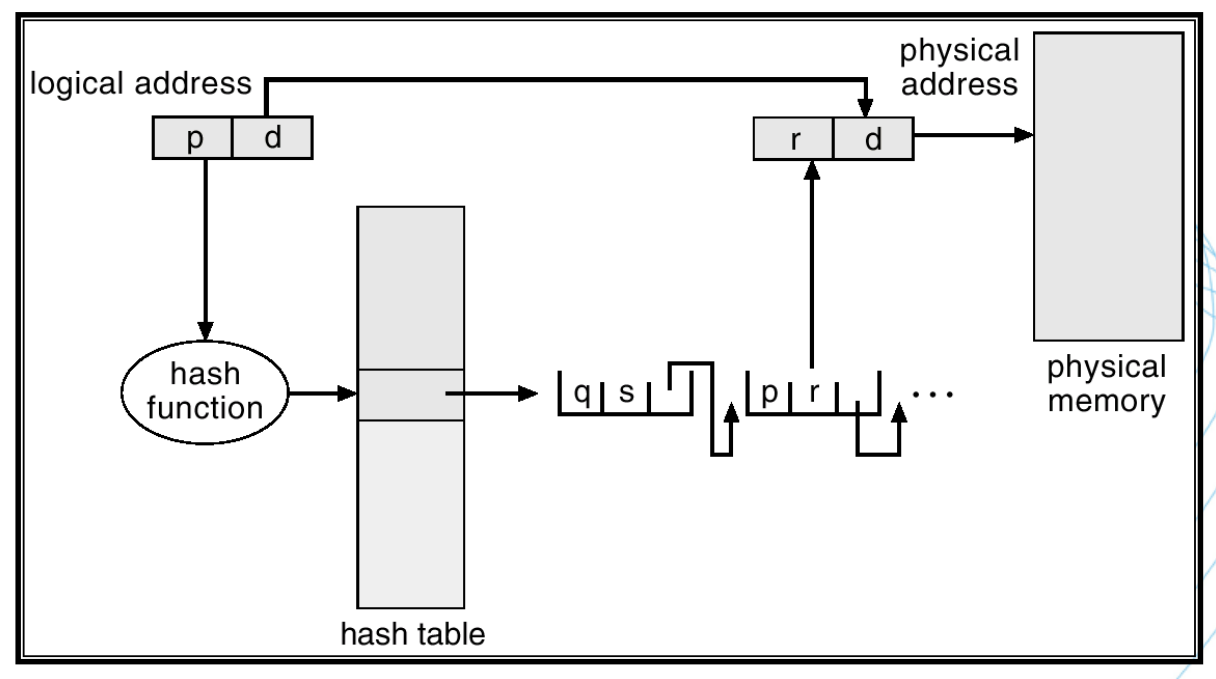 logical address
p d
physical
address
r d
hash
function
q s
p r
...
physical
memory
hash table